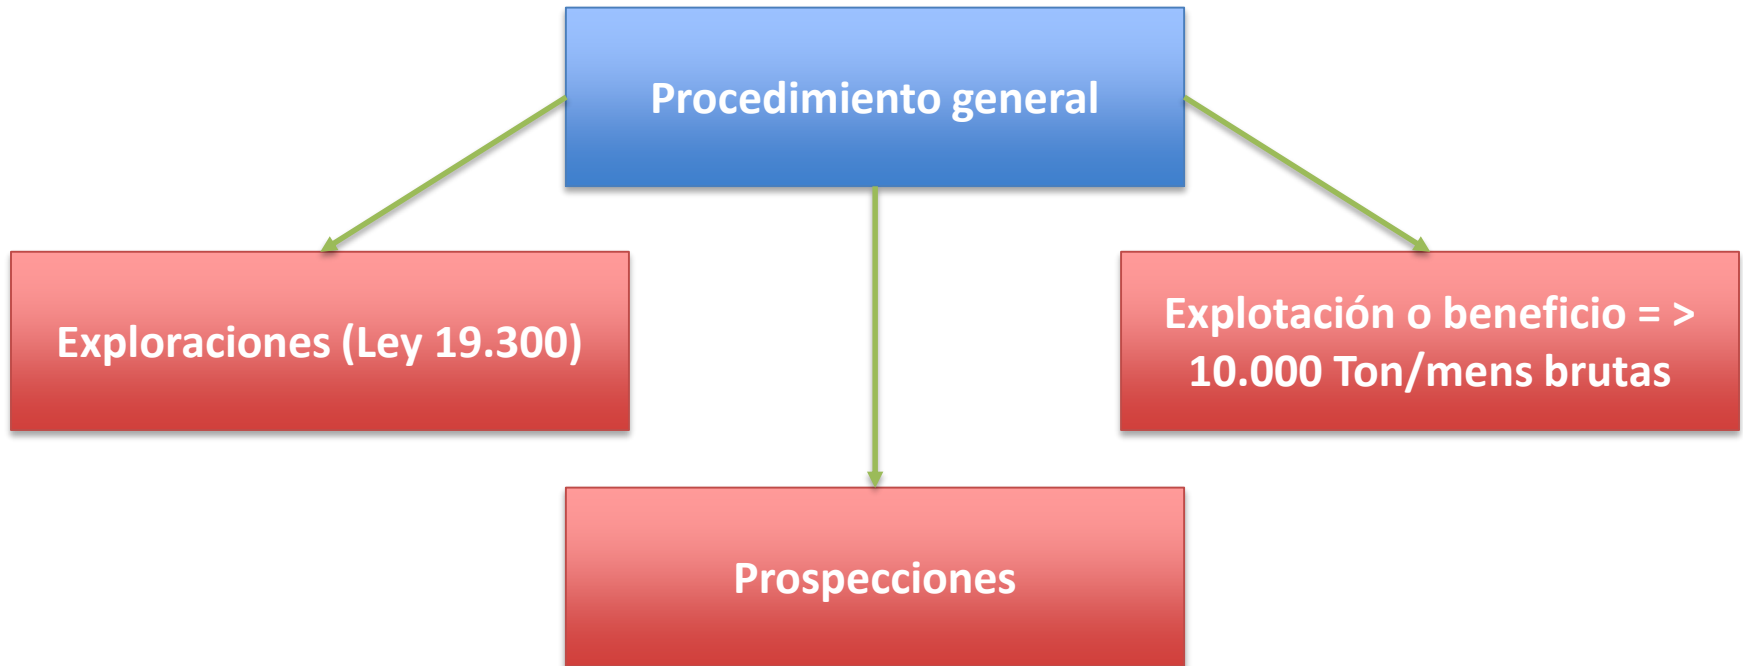 Procedimiento general
Exploraciones (Ley 19.300)
Explotación o beneficio = >
10.000 Ton/mens brutas
Prospecciones